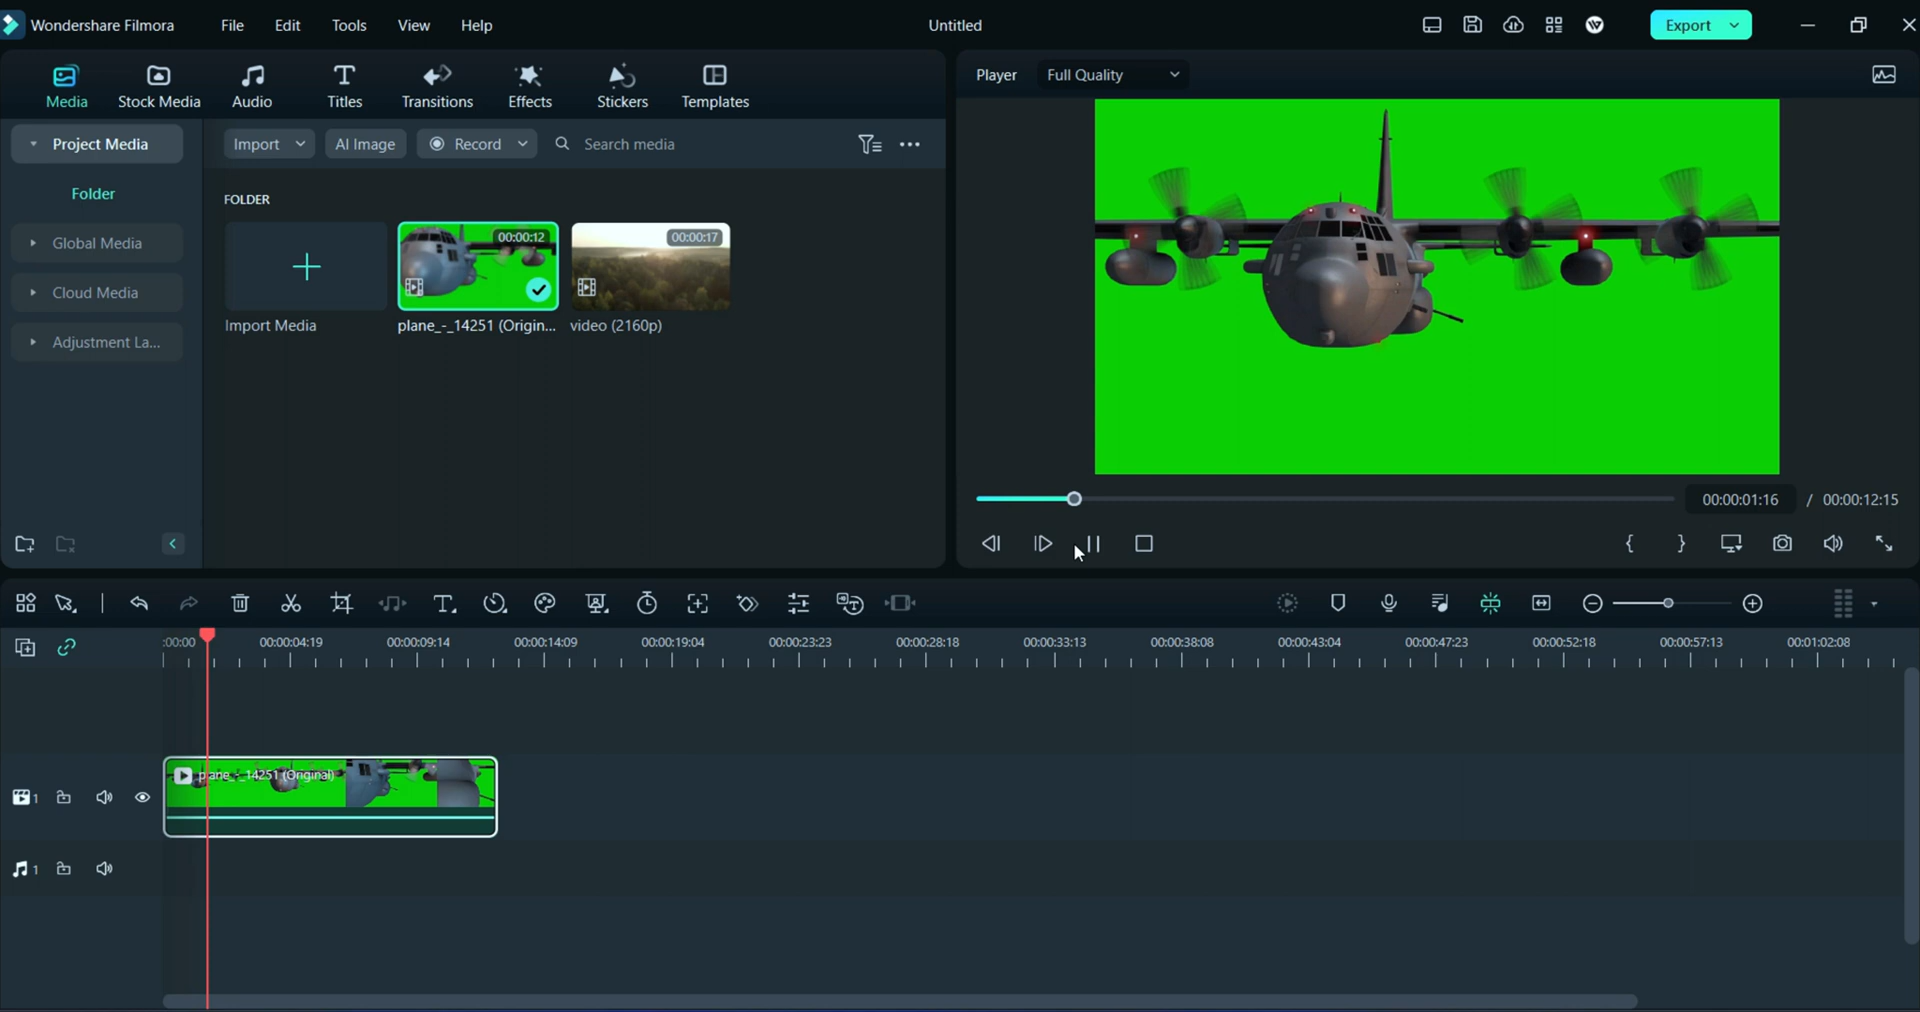 Wondershare Filmora File Edit Tools View Help Untitled Export
Media Stock Media Audio Titles Transitions Effects Stickers Templates
Player Full Quality
Project Media
Import AI Image Record Search media
Folder
FOLDER
Global Media
Cloud Media
Adjustment La...
00:00:12
00:00:17
Import Media plane_-_14251 (Origin... video (2160p)
00:00:01:16 / 00:00:12:15
:00:00 00:00:04:19 00:00:09:14 00:00:14:09 00:00:19:04 00:00:23:23 00:00:28:18 00:00:33:13 00:00:38:08 00:00:43:04 00:00:47:23 00:00:52:18 00:00:57:13 00:01:02:08
plane_-_14251 (Original)
1
1